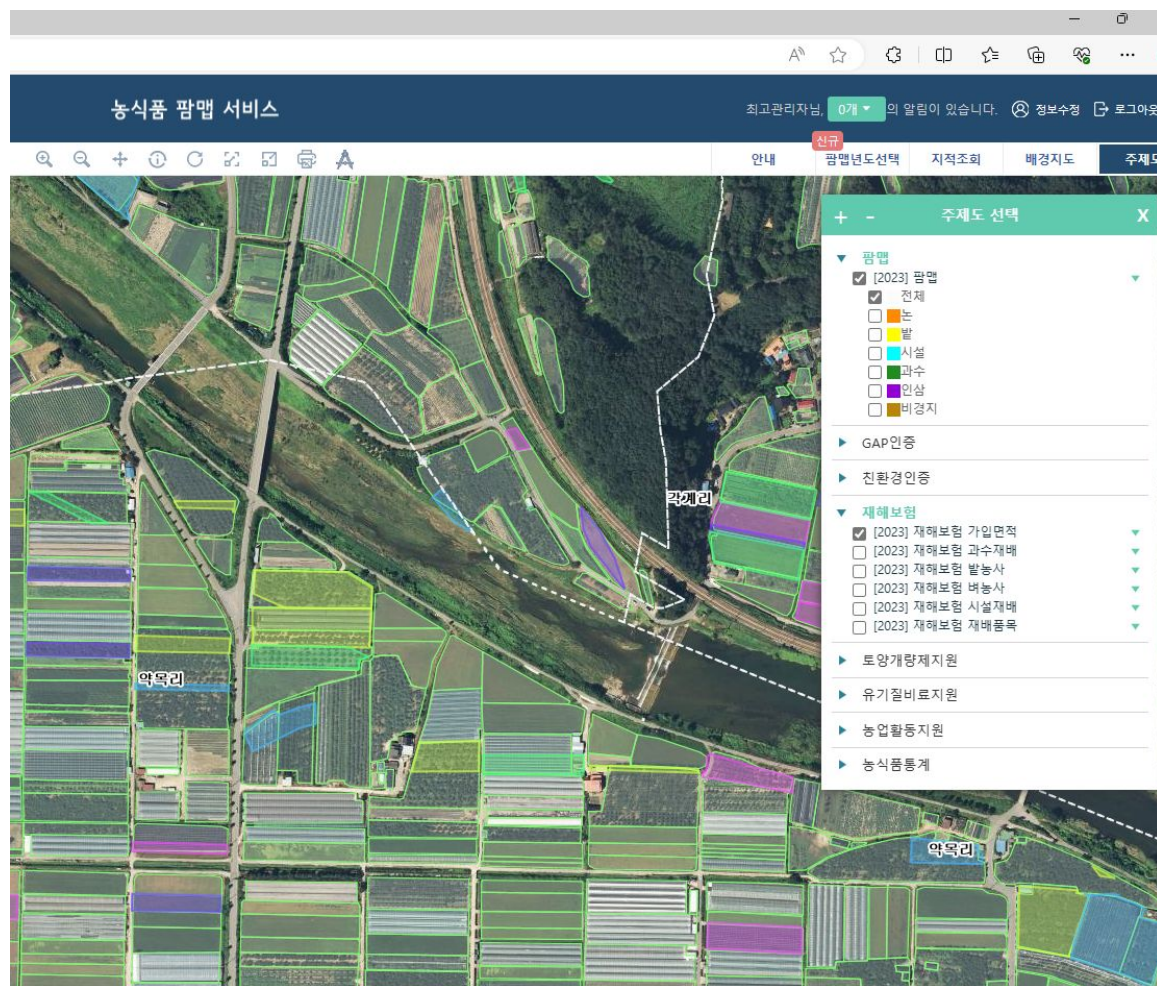 농식품 팜맵 서비스
최고관리자님, 0개 의 알림이 있습니다. 정보수정 로그아웃
신규
안내 팜맵년도선택 지적조회 배경지도 주제도
+ - 주제도 선택 X
팜맵
[2023] 팜맵
전체
논
밭
시설
과수
인삼
비경지
GAP인증
친환경인증
재해보험
[2023] 재해보험 가입면적
[2023] 재해보험 과수재배
[2023] 재해보험 밭농사
[2023] 재해보험 벼농사
[2023] 재해보험 시설재배
[2023] 재해보험 재배품목
토양개량제지원
유기질비료지원
농업활동지원
농식품통계
각계리
약목리
약목리